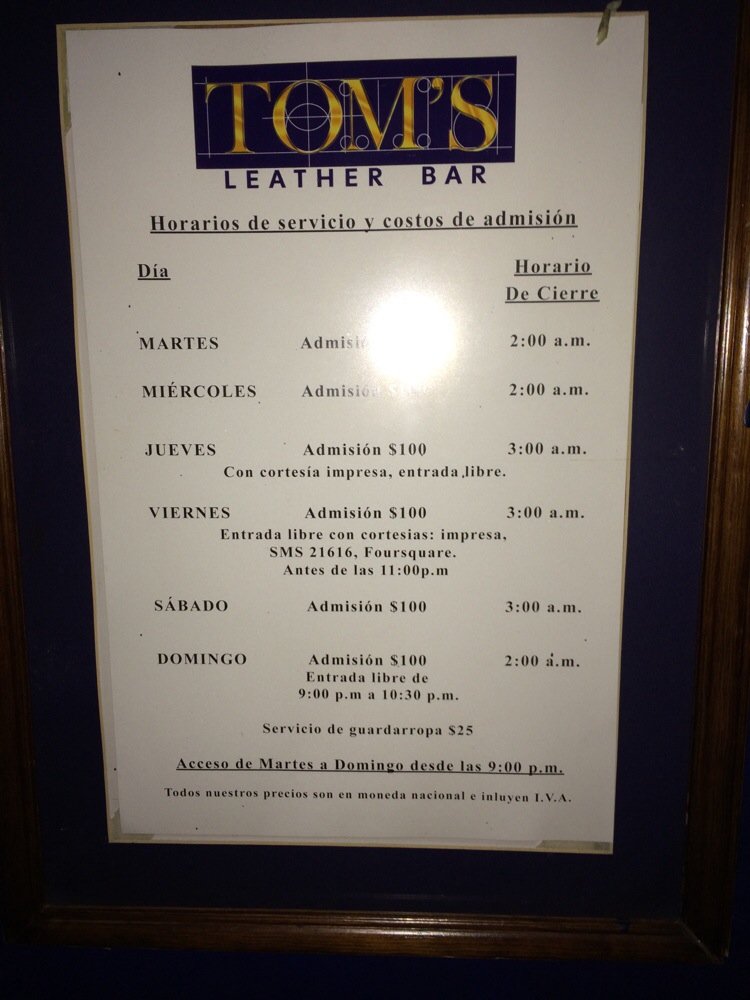 TOM'S
LEATHER BAR
Horarios de servicio y costos de admisión
Día
Horario
De Cierre
MARTES 2:00 a.m.
MIÉRCOLES Admisión 2:00 a.m.
JUEVES Admisión $100 3:00 a.m.
Con cortesía impresa, entrada libre.
VIERNES Admisión $100 3:00 a.m.
Entrada libre con cortesias: impresa,
SMS 21616, Foursquare.
Antes de las 11:00p.m
SÁBADO Admisión $100 3:00 a.m.
DOMINGO Admisión $100 2:00 a.m.
Entrada libre de
9:00 p.m a 10:30 p.m.
Servicio de guardarropa $25
Acceso de Martes a Domingo desde las 9:00 p.m.
Todos nuestros precios son en moneda nacional e inluyen I.V.A.